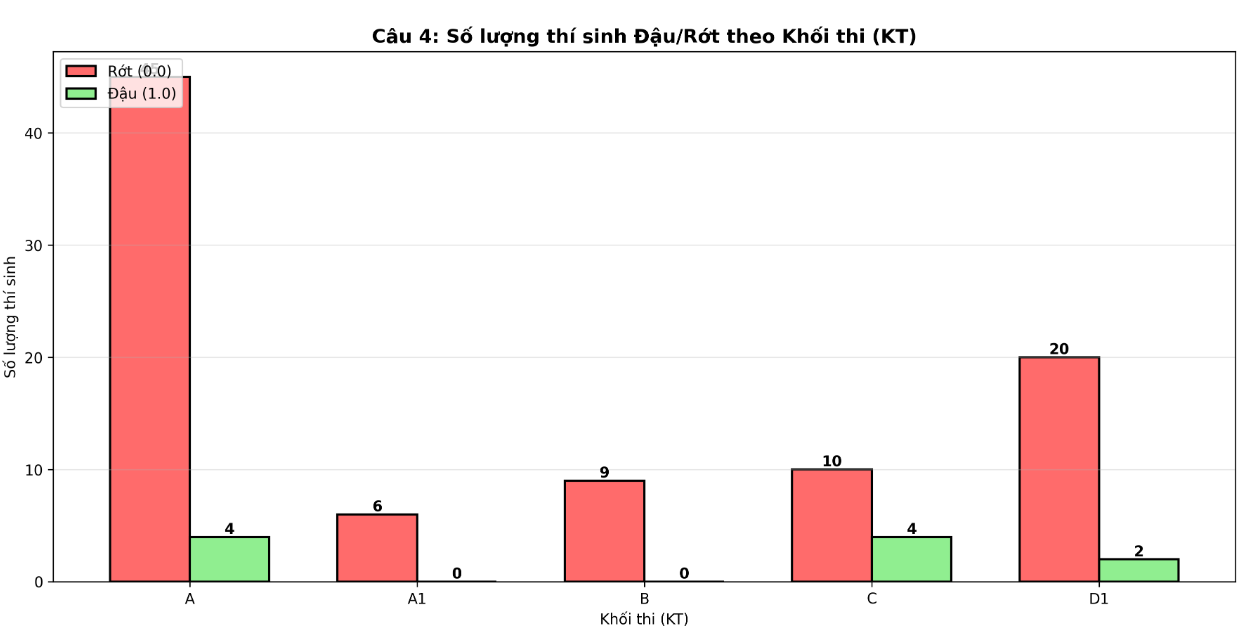 Câu 4: Số lượng thí sinh Đậu/Rớt theo Khối thi (KT)
Rớt (0.0)
Đậu (1.0)
Số lượng thí sinh
40
30
20
10
0
45
4
6
0
9
0
10
4
20
2
A
A1
B
C
D1
Khối thi (KT)